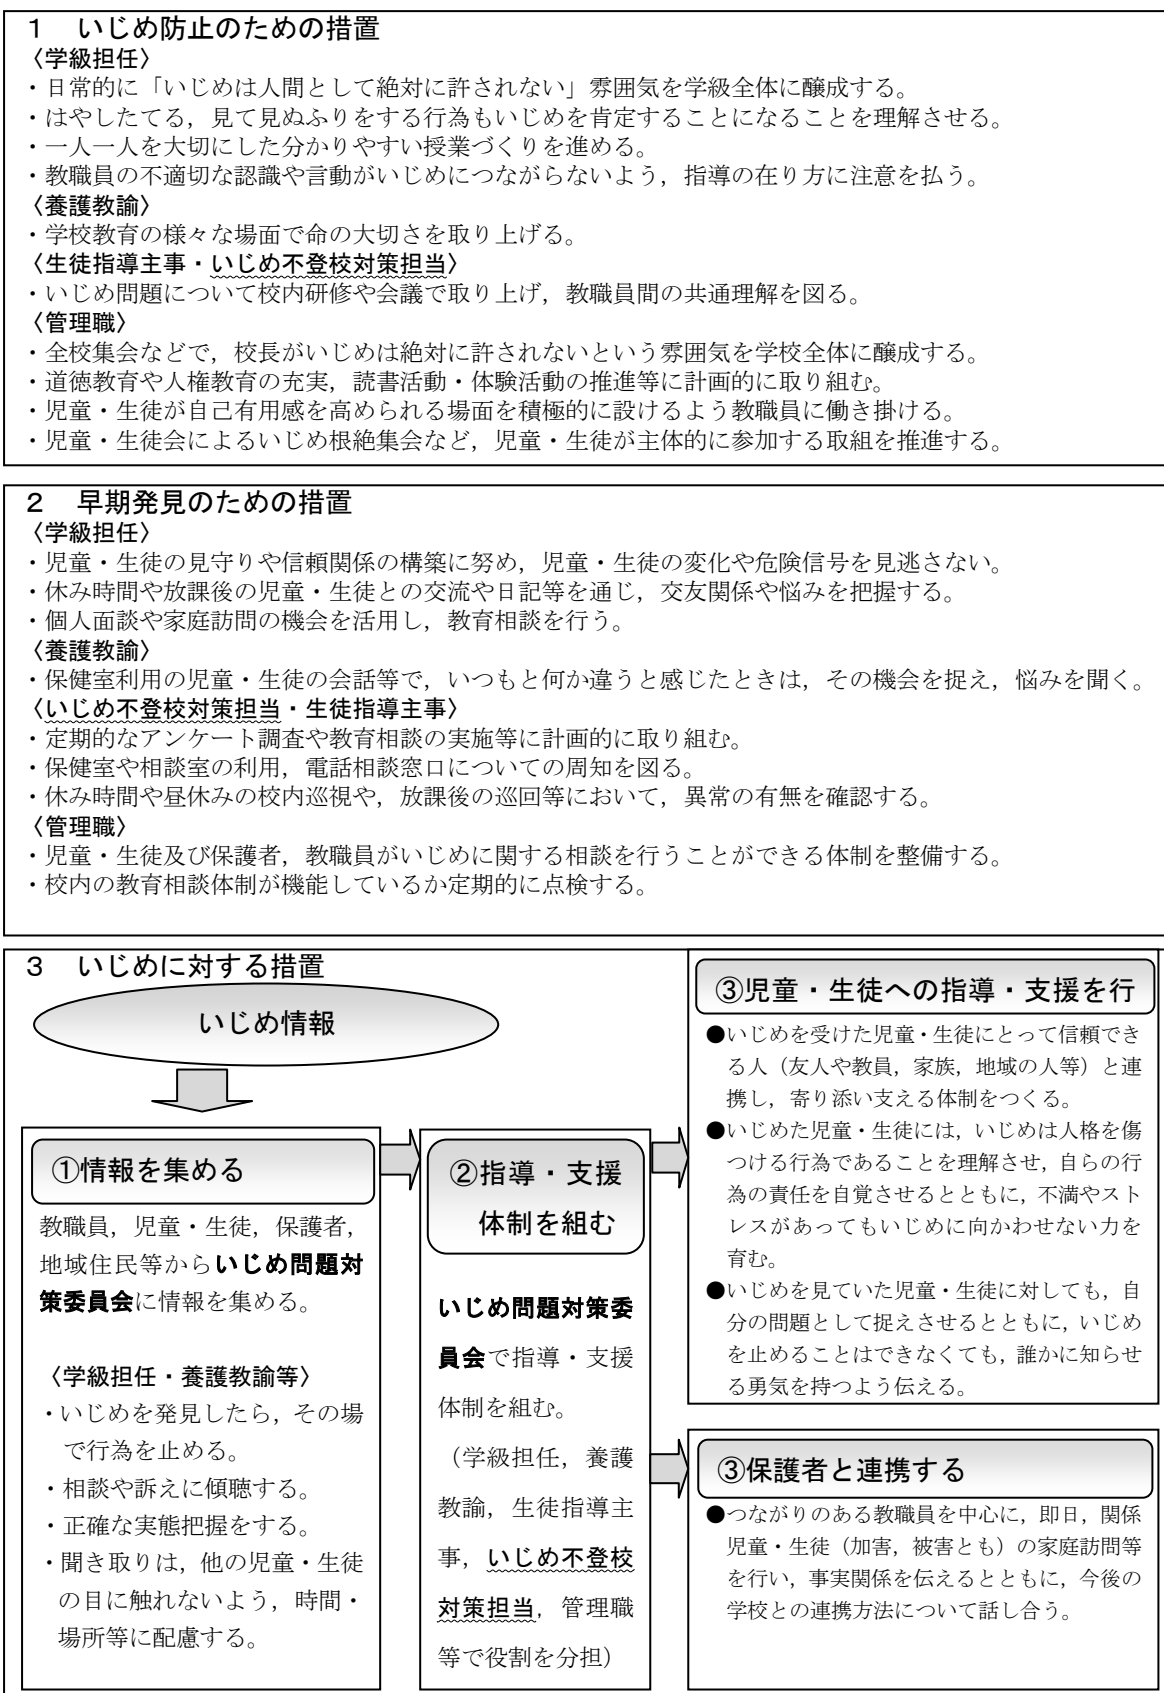 1 いじめ防止のための措置
〈学級担任〉
・日常的に「いじめは人間として絶対に許されない」雰囲気を学級全体に醸成する。
・はやしたてる，見て見ぬふりをする行為もいじめを肯定することになることを理解させる。
・一人一人を大切にした分かりやすい授業づくりを進める。
・教職員の不適切な認識や言動がいじめにつながらないよう，指導の在り方に注意を払う。
〈養護教諭〉
・学校教育の様々な場面で命の大切さを取り上げる。
〈生徒指導主事・いじめ不登校対策担当〉
・いじめ問題について校内研修や会議で取り上げ，教職員間の共通理解を図る。
〈管理職〉
・全校集会などで，校長がいじめは絶対に許されないという雰囲気を学校全体に醸成する。
・道徳教育や人権教育の充実，読書活動・体験活動の推進等に計画的に取り組む。
・児童・生徒が自己有用感を高められる場面を積極的に設けるよう教職員に働き掛ける。
・児童・生徒会によるいじめ根絶集会など，児童・生徒が主体的に参加する取組を推進する。
2 早期発見のための措置
〈学級担任〉
・児童・生徒の見守りや信頼関係の構築に努め，児童・生徒の変化や危険信号を見逃さない。
・休み時間や放課後の児童・生徒との交流や日記等を通じ，交友関係や悩みを把握する。
・個人面談や家庭訪問の機会を活用し，教育相談を行う。
〈養護教諭〉
・保健室利用の児童・生徒の会話等で，いつもと何か違うと感じたときは，その機会を捉え，悩みを聞く。
〈いじめ不登校対策担当・生徒指導主事〉
・定期的なアンケート調査や教育相談の実施等に計画的に取り組む。
・保健室や相談室の利用，電話相談窓口についての周知を図る。
・休み時間や昼休みの校内巡視や，放課後の巡回等において，異常の有無を確認する。
〈管理職〉
・児童・生徒及び保護者，教職員がいじめに関する相談を行うことができる体制を整備する。
・校内の教育相談体制が機能しているか定期的に点検する。
3 いじめに対する措置
いじめ情報
①情報を集める
教職員，児童・生徒，保護者，
地域住民等からいじめ問題対
策委員会に情報を集める。
〈学級担任・養護教諭等〉
・いじめを発見したら，その場
で行為を止める。
・相談や訴えに傾聴する。
・正確な実態把握をする。
・聞き取りは，他の児童・生徒
の目に触れないよう，時間・
場所等に配慮する。
②指導・支援
体制を組む
いじめ問題対策委
員会で指導・支援
体制を組む。
（学級担任，養護
教諭，生徒指導主
事，いじめ不登校
対策担当，管理職
等で役割を分担）
③児童・生徒への指導・支援を行
●いじめを受けた児童・生徒にとって信頼でき
る人（友人や教員，家族，地域の人等）と連
携し，寄り添い支える体制をつくる。
●いじめた児童・生徒には，いじめは人格を傷
つける行為であることを理解させ，自らの行
為の責任を自覚させるとともに，不満やスト
レスがあってもいじめに向かわせない力を
育む。
●いじめを見ていた児童・生徒に対しても，自
分の問題として捉えさせるとともに，いじめ
を止めることはできなくても，誰かに知らせ
る勇気を持つよう伝える。
③保護者と連携する
●つながりのある教職員を中心に，即日，関係
児童・生徒（加害，被害とも）の家庭訪問等
を行い，事実関係を伝えるとともに，今後の
学校との連携方法について話し合う。